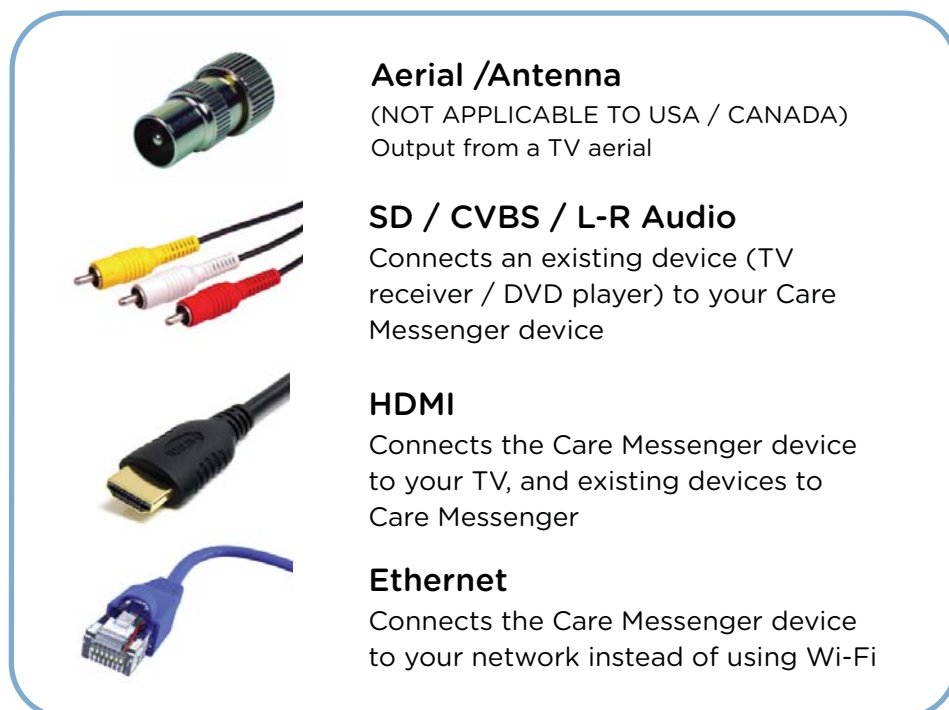 Aerial /Antenna
(NOT APPLICABLE TO USA / CANADA)
Output from a TV aerial
SD / CVBS / L-R Audio
Connects an existing device (TV
receiver / DVD player) to your Care
Messenger device
HDMI
Connects the Care Messenger device
to your TV, and existing devices to
Care Messenger
Ethernet
Connects the Care Messenger device
to your network instead of using Wi-Fi